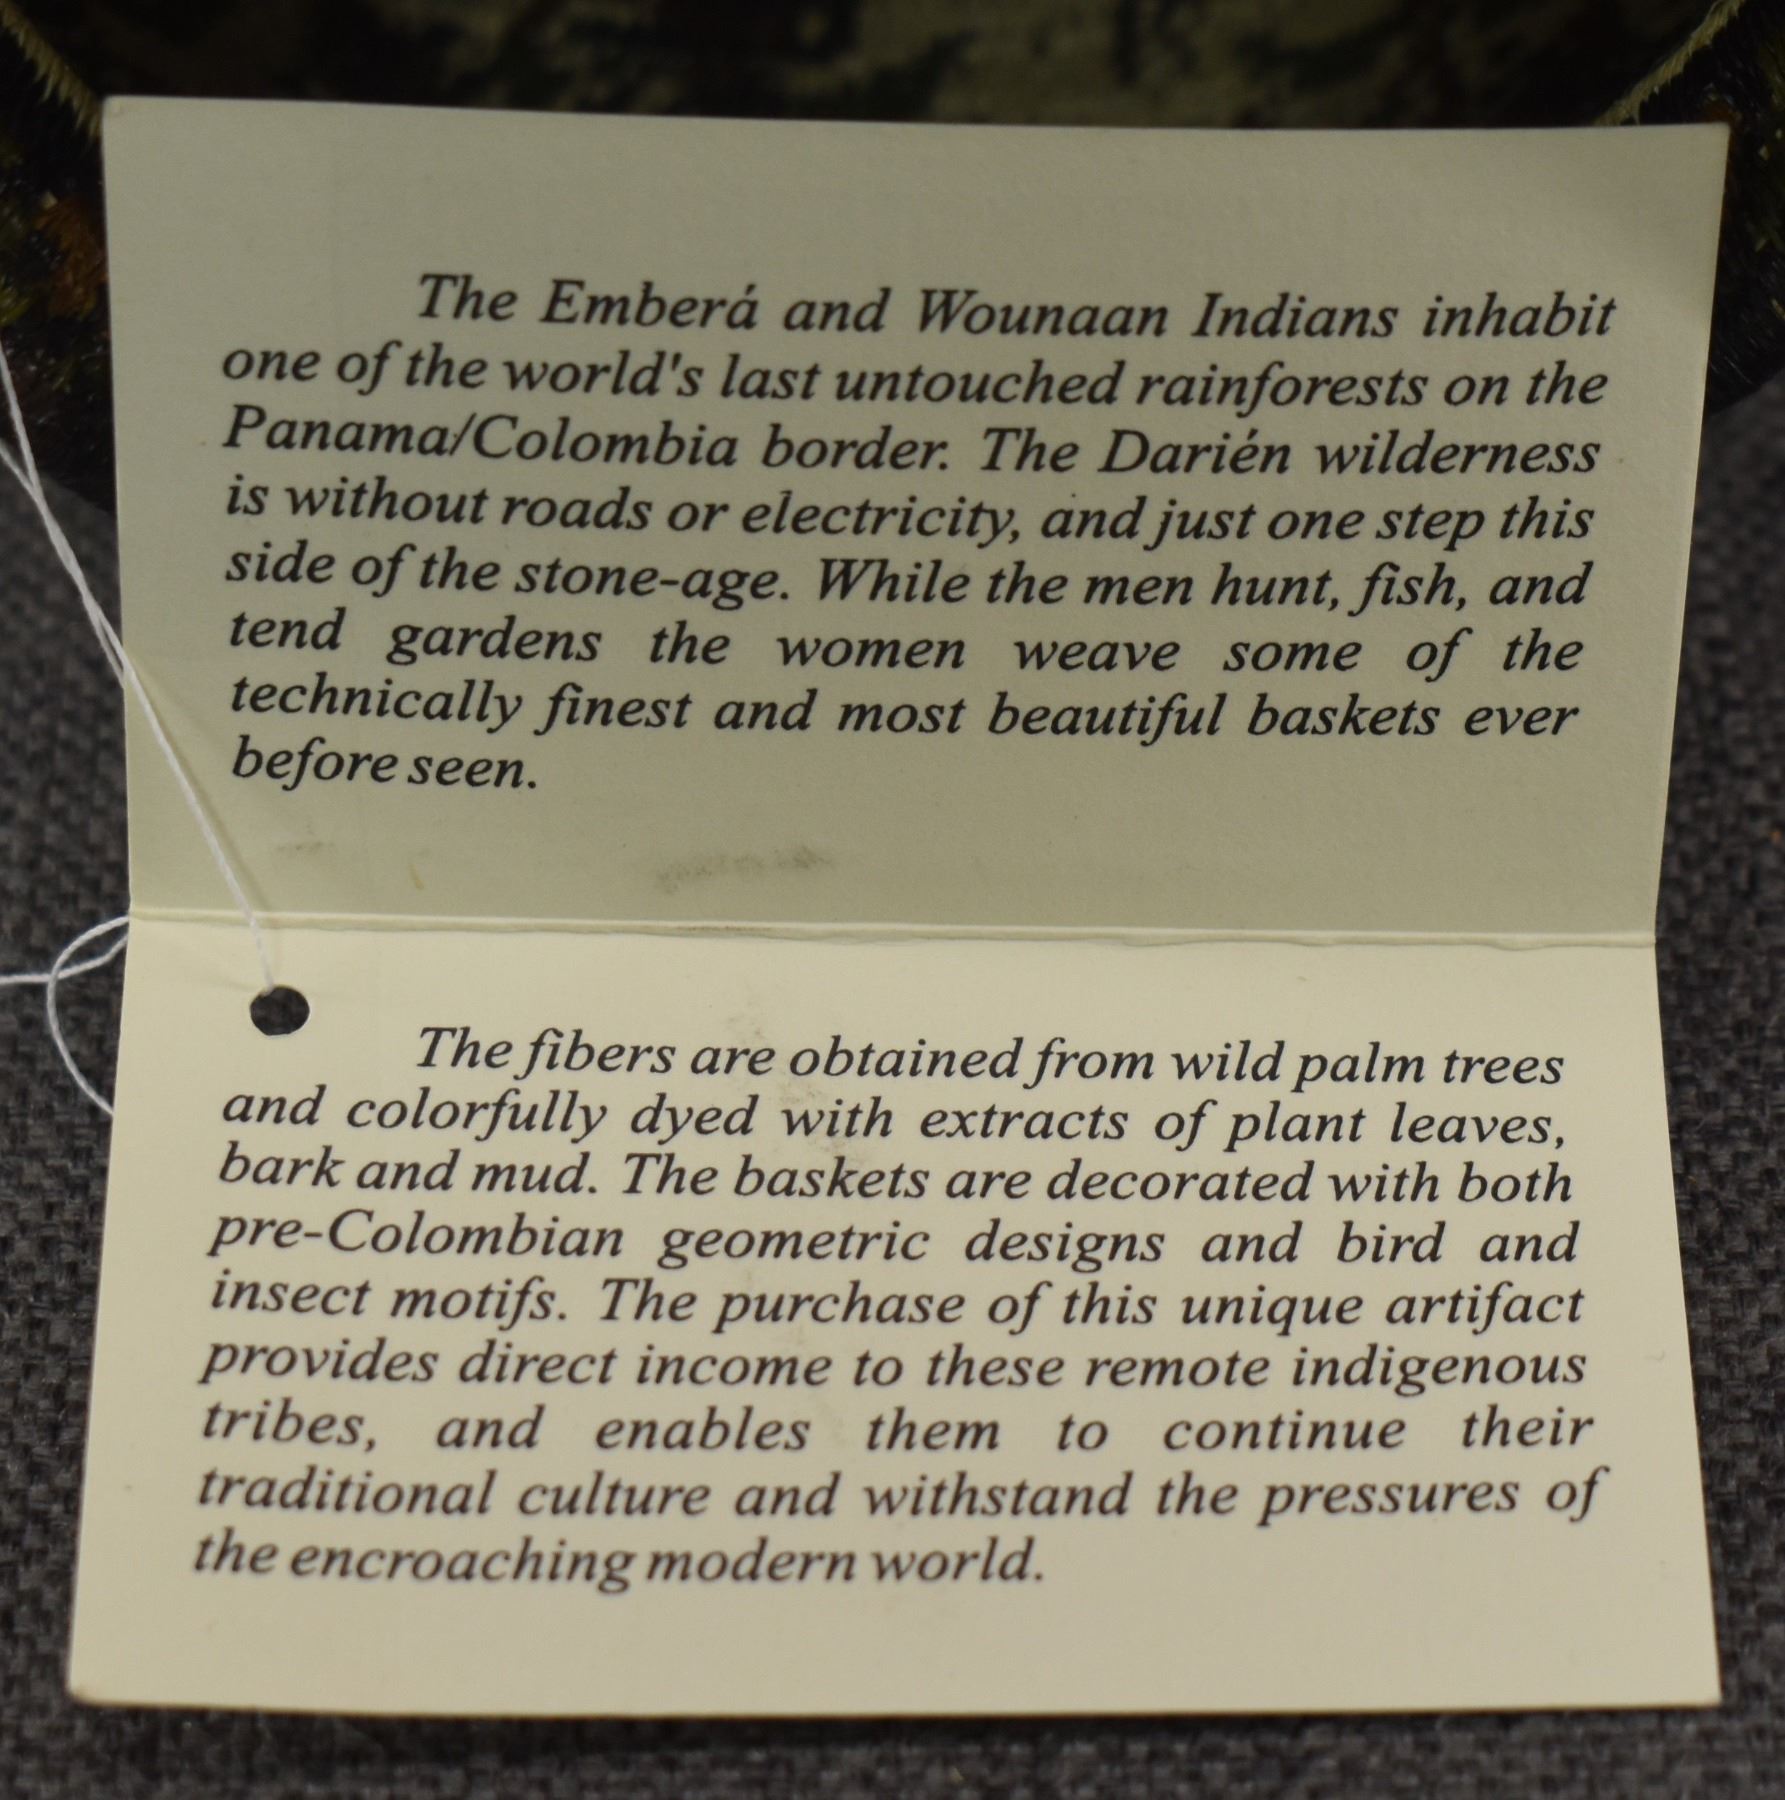 The Emberá and Wounaan Indians inhabit
one of the world's last untouched rainforests on the
Panama/Colombia border. The Darién wilderness
is without roads or electricity, and just one step this
side of the stone-age. While the men hunt, fish, and
tend gardens the women weave some of the
technically finest and most beautiful baskets ever
before seen.
The fibers are obtained from wild palm trees
and colorfully dyed with extracts of plant leaves,
bark and mud. The baskets are decorated with both
pre-Colombian geometric designs and bird and
insect motifs. The purchase of this unique artifact
provides direct income to these remote indigenous
tribes, and enables them to continue their
traditional culture and withstand the pressures of
the encroaching modern world.